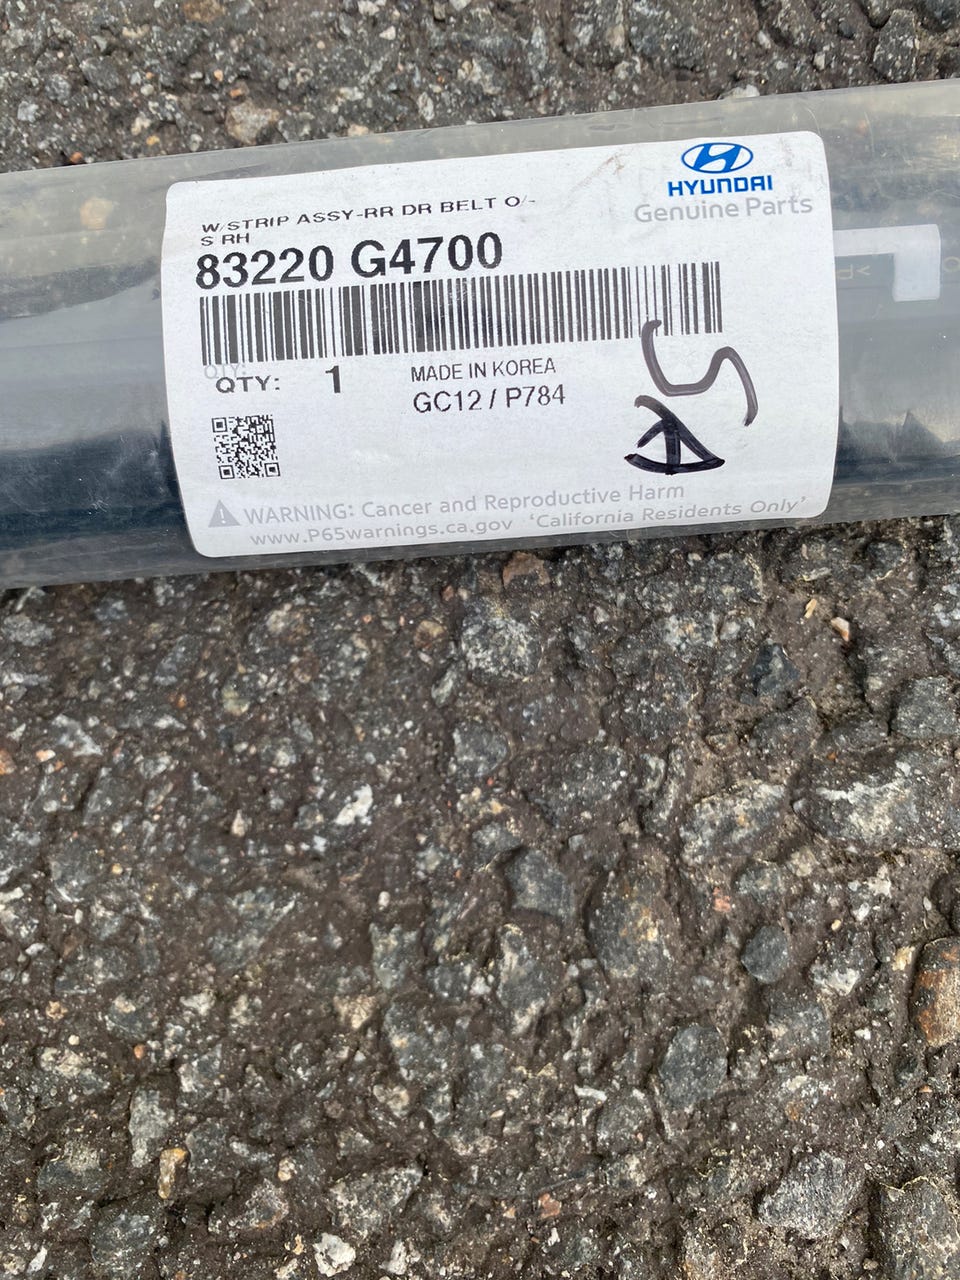 HYUNDAI
Genuine Parts
W/STRIP ASSY-RR DR BELT O/-
S RH
83220 G4700
QTY:
QTY: 1
MADE IN KOREA
GC12 / P784
WARNING: Cancer and Reproductive Harm
www.P65warnings.ca.gov 'California Residents Only'